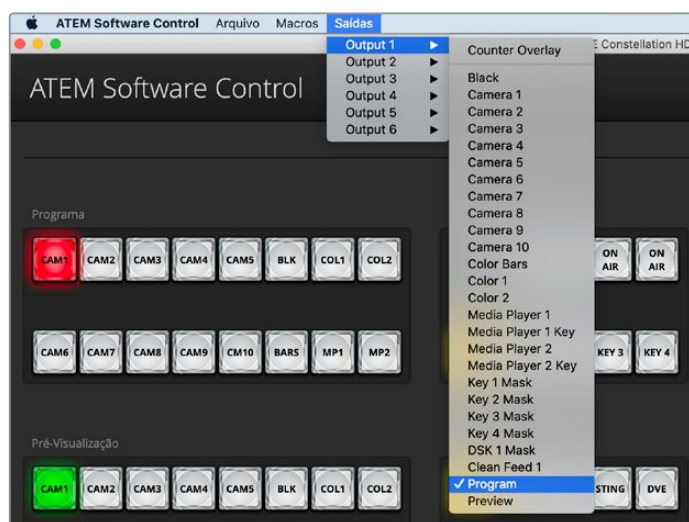 ATEM Software Control Arquivo Macros Saídas
Output 1
Output 2
Output 3
Output 4
Output 5
Output 6
Counter Overlay
Black
Camera 1
Camera 2
Camera 3
Camera 4
Camera 5
Camera 6
Camera 7
Camera 8
Camera 9
Camera 10
Color Bars
Color 1
Color 2
Media Player 1
Media Player 1 Key
Media Player 2
Media Player 2 Key
Key 1 Mask
Key 2 Mask
Key 3 Mask
Key 4 Mask
DSK 1 Mask
Clean Feed 1
✓ Program
Preview
E Constellation HD
ATEM Software Control
Programa
CAM1 CAM2 CAM3 CAM4 CAM5 BLK COL1 COL2
ON AIR ON AIR
CAM6 CAM7 CAM8 CAM9 CM10 BARS MP1 MP2
KEY 3 KEY 4
Pré-Visualização
CAM1 CAM2 CAM3 CAM4 CAM5 BLK COL1 COL2
STING DVE